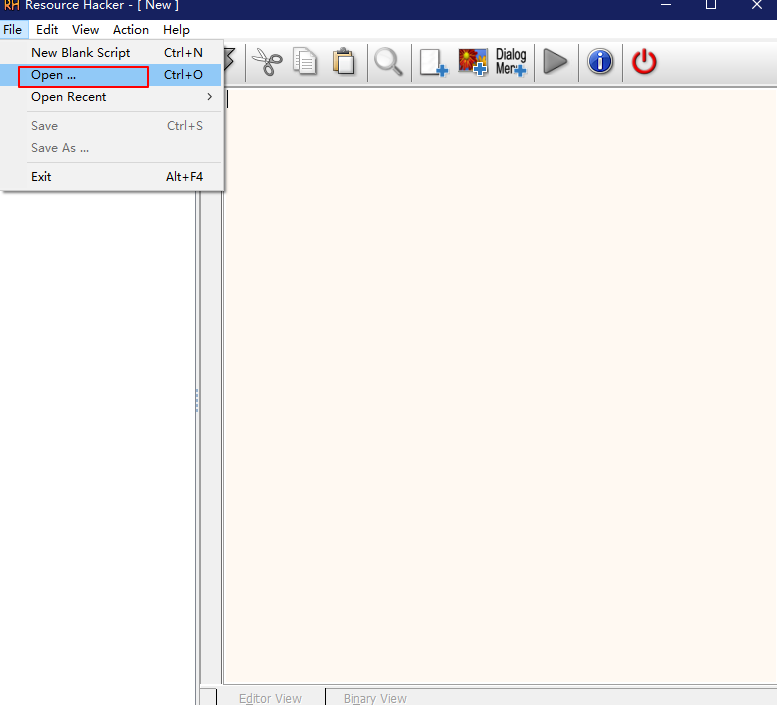 RH Resource Hacker - [ New ]
File Edit View Action Help
New Blank Script Ctrl+N
Open ... Ctrl+O
Open Recent
Save Ctrl+S
Save As ...
Exit Alt+F4
Dialog
Mer
Editor View Binary View